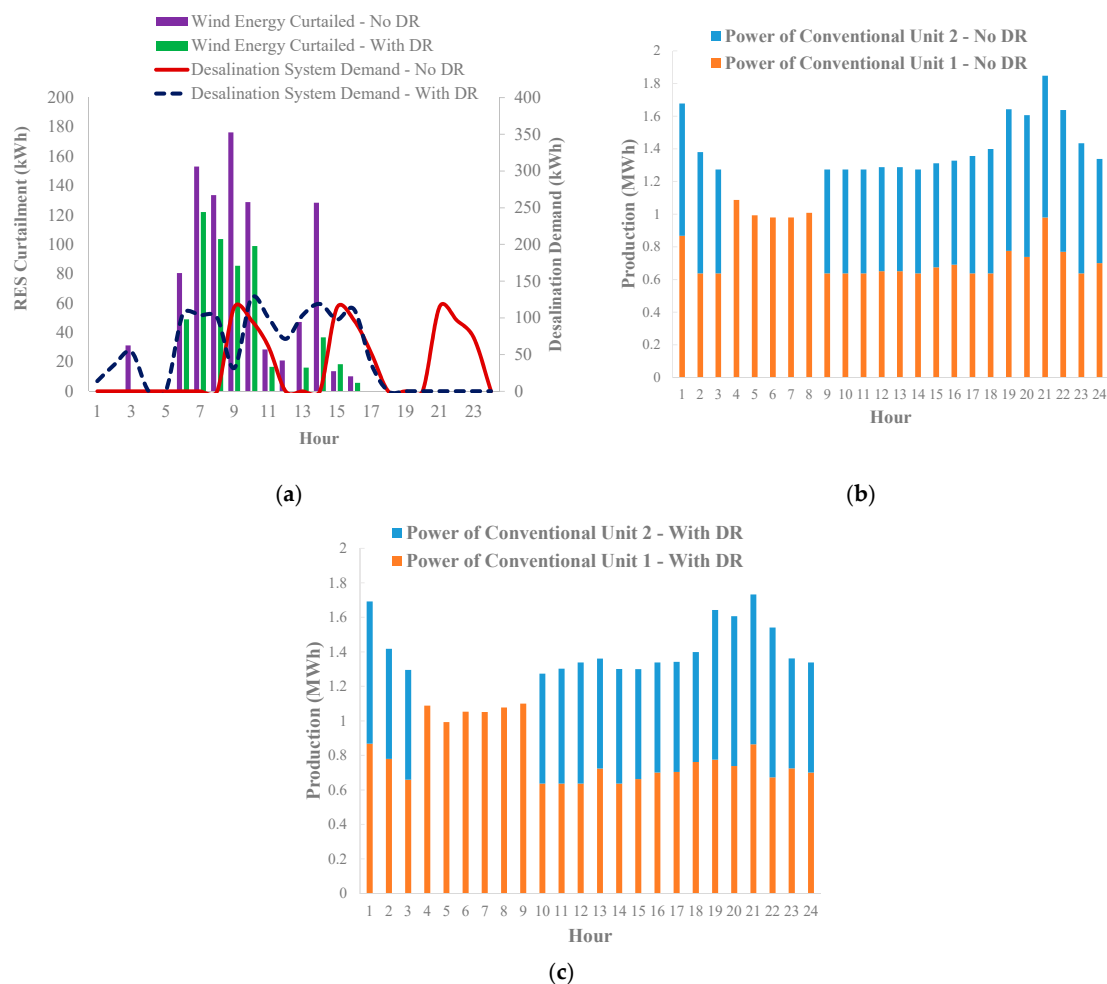 Wind Energy Curtailed - No DR
Wind Energy Curtailed - With DR
Desalination System Demand - No DR
Desalination System Demand - With DR
200
180
160
140
120
100
80
60
40
20
0
RES Curtailment (kWh)
400
350
300
250
200
150
100
50
0
Desalination Demand (kWh)
1 3 5 7 9 11 13 15 17 19 21 23
Hour
(a)
Power of Conventional Unit 2 - No DR
Power of Conventional Unit 1 - No DR
2
1.8
1.6
1.4
1.2
1
0.8
0.6
0.4
0.2
0
Production (MWh)
1 2 3 4 5 6 7 8 9 10 11 12 13 14 15 16 17 18 19 20 21 22 23 24
Hour
(b)
Power of Conventional Unit 2 - With DR
Power of Conventional Unit 1 - With DR
2
1.8
1.6
1.4
1.2
1
0.8
0.6
0.4
0.2
0
Production (MWh)
1 2 3 4 5 6 7 8 9 10 11 12 13 14 15 16 17 18 19 20 21 22 23 24
Hour
(c)